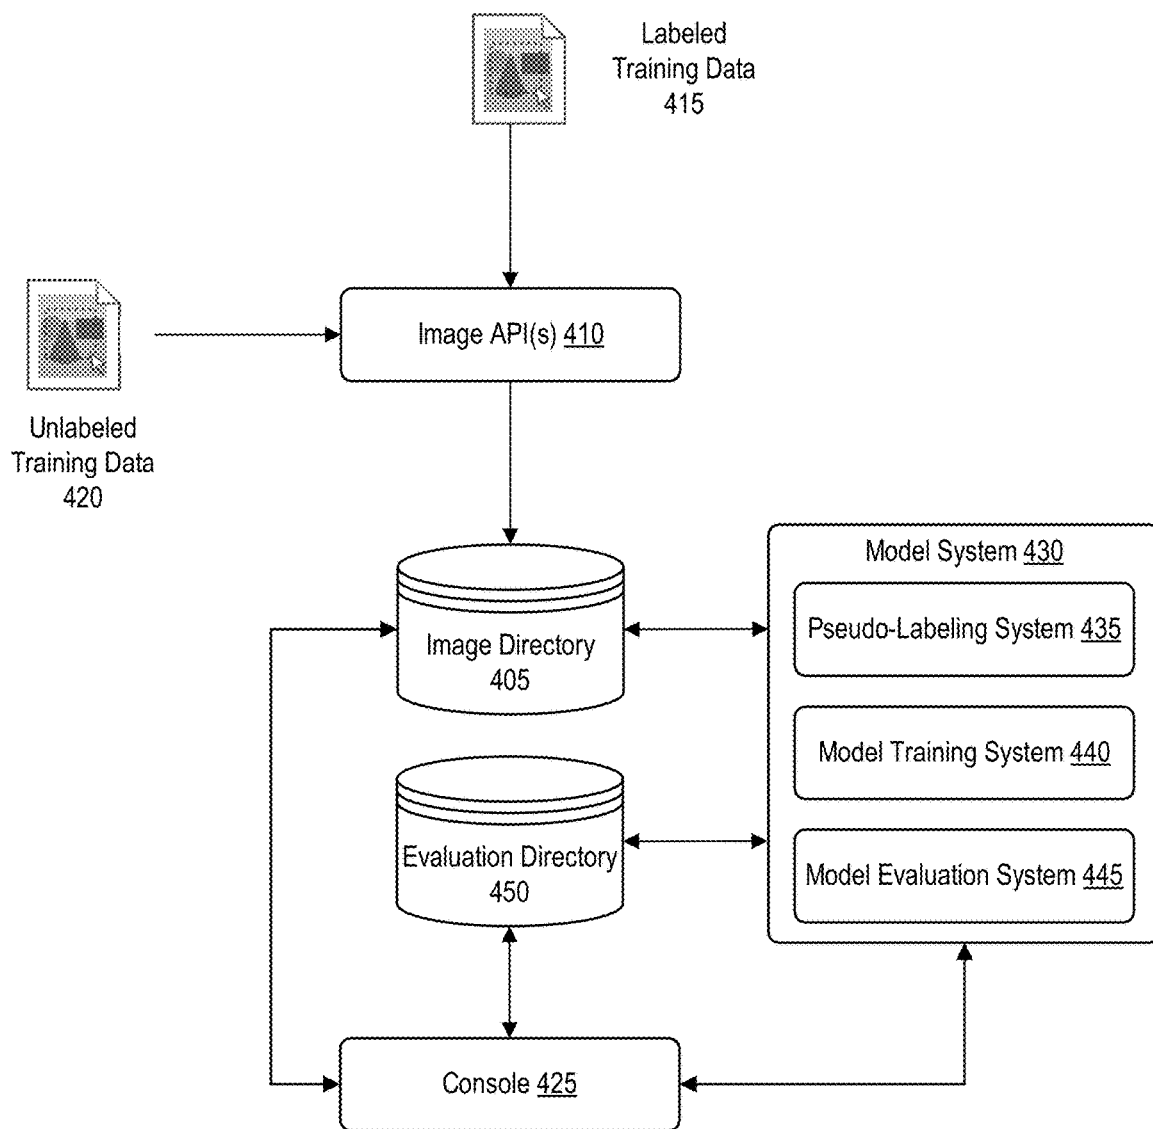 Labeled
Training Data
415
Image API(s) 410
Unlabeled
Training Data
420
Model System 430
Pseudo-Labeling System 435
Image Directory
405
Model Training System 440
Evaluation Directory
450
Model Evaluation System 445
Console 425